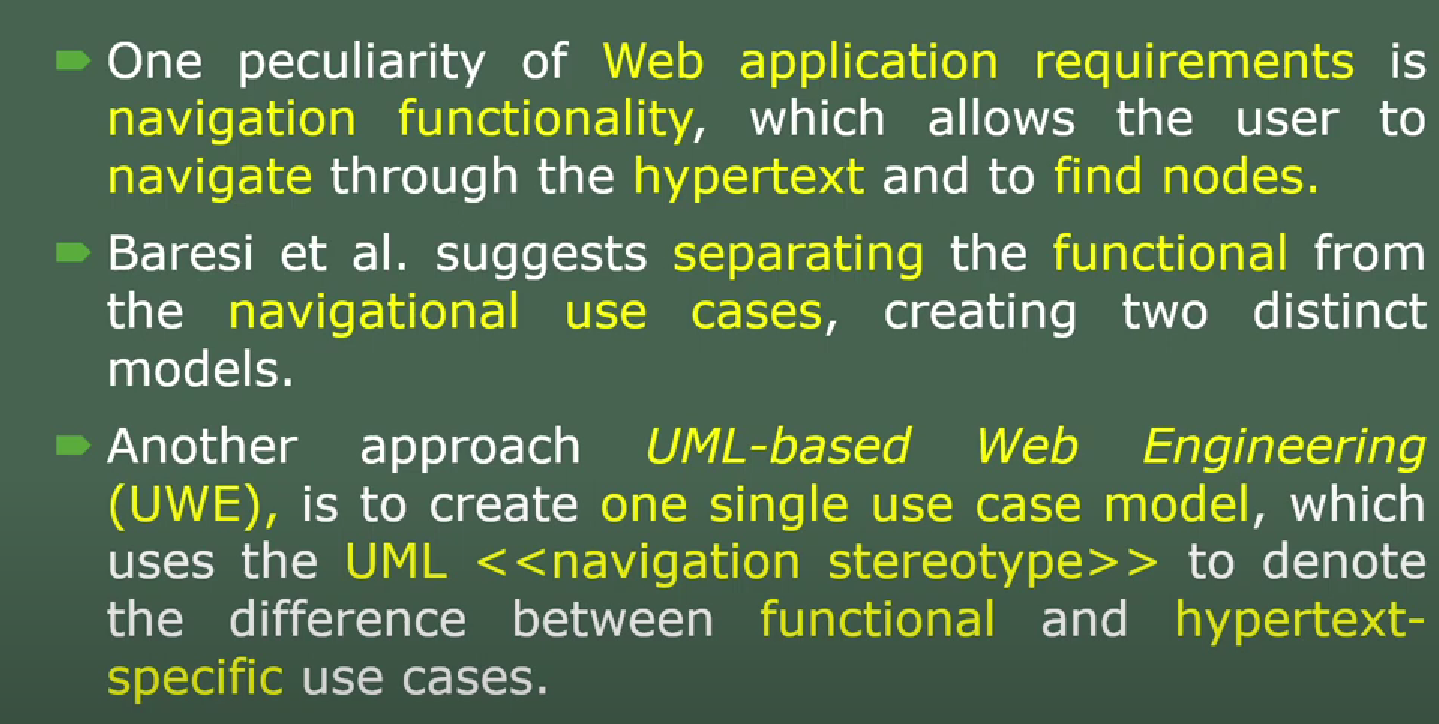 One peculiarity of Web application requirements is
navigation functionality, which allows the user to
navigate through the hypertext and to find nodes.
Baresi et al. suggests separating the functional from
the navigational use cases, creating two distinct
models.
Another approach UML-based Web Engineering
(UWE), is to create one single use case model, which
uses the UML <<navigation stereotype>> to denote
the difference between functional and hypertext-
specific use cases.